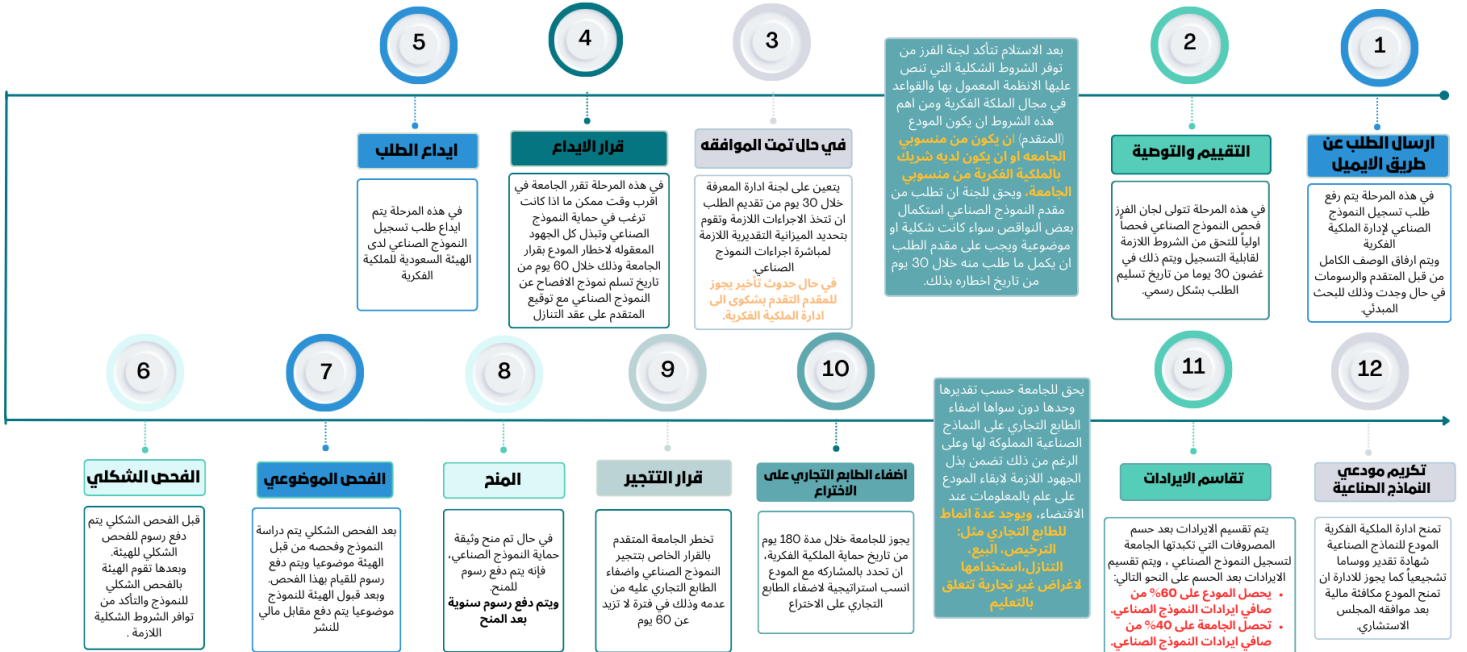 1
ارسال الطلب عن
طريق الايميل
في هذه المرحلة يتم رفع
طلب تسجيل النموذج
الصناعي لإدارة الملكية
الفكرية
ويتم ارفاق الوصف الكامل
من قبل المتقدم والرسومات
في حال وجدت وذلك للبحث
المبدئي.
2
التقييم والتوصية
في هذه المرحلة تتولى لجان الفرز
فحص النموذج الصناعي فحصاً
اولياً للتحق من الشروط اللازمة
لقابلية التسجيل ويتم ذلك في
غضون 30 يوما من تاريخ تسليم
الطلب بشكل رسمي.
بعد الاستلام تتأكد لجنة الفرز من
توفر الشروط الشكلية التي تنص
عليها الانظمة المعمول بها والقواعد
في مجال الملكة الفكرية ومن اهم
هذه الشروط ان يكون المودع
(المتقدم) ان يكون من منسوبي
الجامعه او ان يكون لديه شريك
بالملكية الفكرية من منسوبي
الجامعة، ويحق للجنة ان تطلب من
مقدم النموذج الصناعي استكمال
بعض النواقص سواء كانت شكلية او
موضوعية ويجب على مقدم الطلب
ان يكمل ما طلب منه خلال 30 يوم
من تاريخ اخطاره بذلك.
3
في حال تمت الموافقه
يتعين على لجنة ادارة المعرفة
خلال 30 يوم من تقديم الطلب
ان تتخذ الاجراءات اللازمة وتقوم
بتحديد الميزانية التقديرية اللازمة
لمباشرة اجراءات النموذج
الصناعي.
في حال حدوث تأخير يجوز
للمقدم التقدم بشكوى الى
ادارة الملكية الفكرية.
4
قرار الايداع
في هذه المرحلة تقرر الجامعة في
اقرب وقت ممكن ما اذا كانت
ترغب في حماية النموذج
الصناعي وتبذل كل الجهود
المعقوله لاخطار المودع بقرار
الجامعة وذلك خلال 60 يوم من
تاريخ تسلم نموذج الافصاح عن
النموذج الصناعي مع توقيع
المتقدم على عقد التنازل
5
ايداع الطلب
في هذه المرحلة يتم
ايداع طلب تسجيل
النموذج الصناعي لدى
الهيئة السعودية للملكية
الفكرية
6
الفحص الشكلي
قبل الفحص الشكلي يتم
دفع رسوم للفحص
الشكلي للهيئة.
وبعدها تقوم الهيئة
بالفحص الشكلي
للنموذج والتأكد من
توافر الشروط الشكلية
اللازمة .
7
الفحص الموضوعي
بعد الفحص الشكلي يتم دراسة
النموذج وفحصه من قبل
الهيئة موضوعيا ويتم دفع
رسوم للقيام بهذا الفحص.
وبعد قبول الهيئة للنموذج
موضوعيا يتم دفع مقابل مالي
للنشر
8
المنح
في حال تم منح وثيقة
حماية النموذج الصناعي،
فإنه يتم دفع رسوم
للمنح.
ويتم دفع رسوم سنوية
بعد المنح
9
قرار التتجير
تخطر الجامعة المتقدم
بالقرار الخاص بتتجير
النموذج الصناعي واضفاء
الطابع التجاري عليه من
عدمه وذلك في فترة لا تزيد
عن 60 يوم
10
اضفاء الطابع التجاري على
الاختراع
يجوز للجامعة خلال مدة 180 يوم
من تاريخ حماية الملكية الفكرية،
ان تحدد بالمشاركه مع المودع
انسب استراتيجية لاضفاء الطابع
التجاري على الاختراع
يحق للجامعة حسب تقديرها
وحدها دون سواها اضفاء
الطابع التجاري على النماذج
الصناعية المملوكة لها وعلى
الرغم من ذلك تضمن بذل
الجهود اللازمة لابقاء المودع
على علم بالمعلومات عند
الاقتضاء، ويوجد عدة انماط
للطابع التجاري مثل:
الترخيص، البيع،
التنازل،استخدامها
لاغراض غير تجارية تتعلق
بالتعليم
11
تقاسم الايرادات
يتم تقسيم الايرادات بعد حسم
المصروفات التي تكبدتها الجامعة
لتسجيل النموذج الصناعي ، ويتم تقسيم
الايرادات بعد الحسم على النحو التالي:
• يحصل المودع على 60% من
صافي ايرادات النموذج الصناعي.
• تحصل الجامعة على 40% من
صافي ايرادات النموذج الصناعي.
12
تكريم مودعي
النماذج الصناعية
تمنح ادارة الملكية الفكرية
المودع للنماذج الصناعية
شهادة تقدير ووساما
تشجيعياً كما يجوز للادارة ان
تمنح المودع مكافئة مالية
بعد موافقه المجلس
الاستشاري.